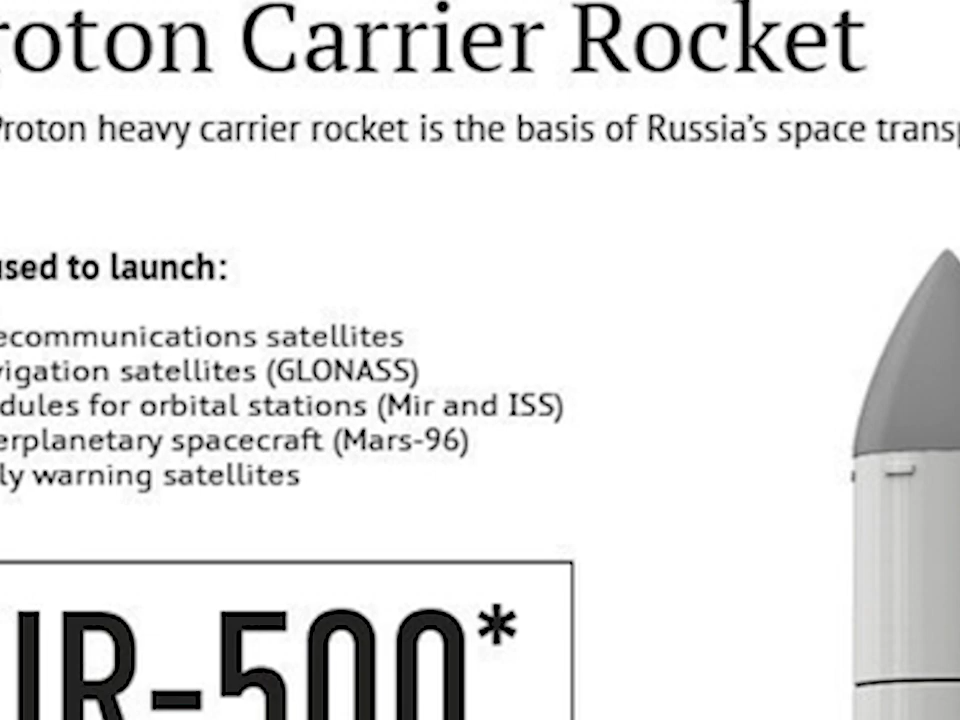 roton Carrier Rocket
Proton heavy carrier rocket is the basis of Russia's space transp
used to launch:
ecommunications satellites
vigation satellites (GLONASS)
dules for orbital stations (Mir and ISS)
erplanetary spacecraft (Mars-96)
ly warning satellites
UR-500*